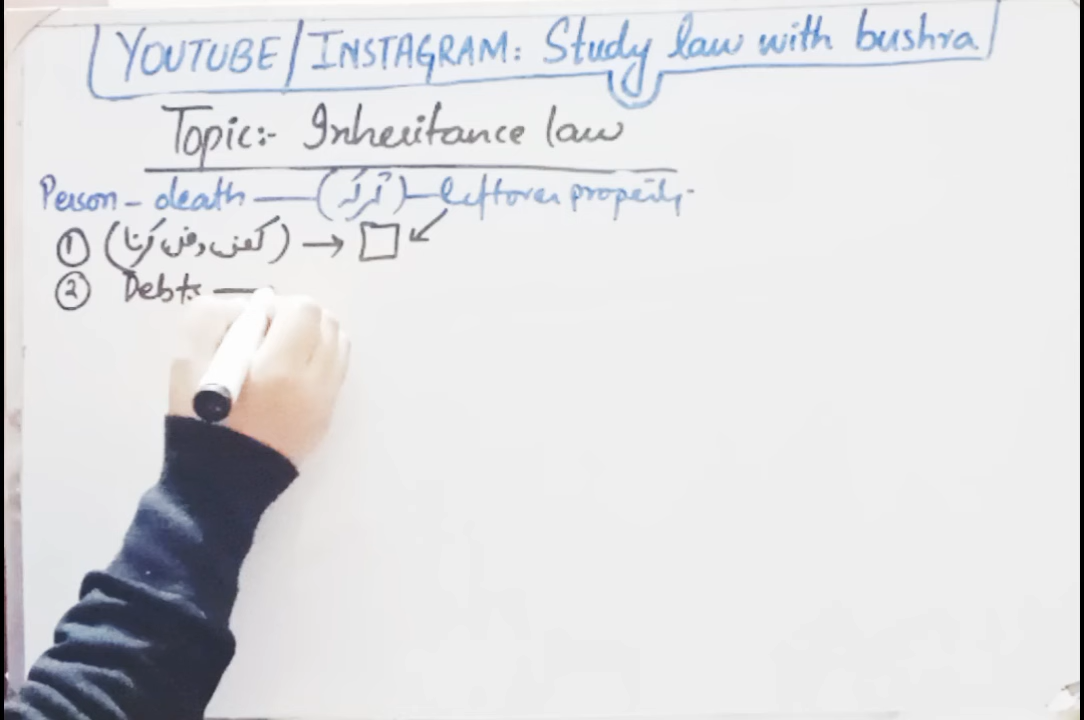 YOUTUBE/INSTAGRAM: Study law with bushra
Topic:- Inheritance law
Person - death — (ترکہ) — leftover property.
① (کفن دفن کرنا) → □
② Debts —